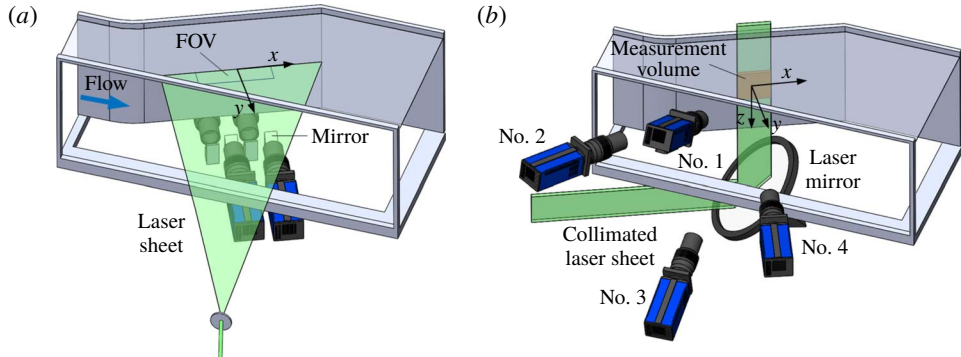 (a)
FOV
x
Flow
y
Mirror
Laser
sheet
(b)
Measurement
volume
x
z
y
No. 2
No. 1
Laser
mirror
Collimated
laser sheet
No. 4
No. 3